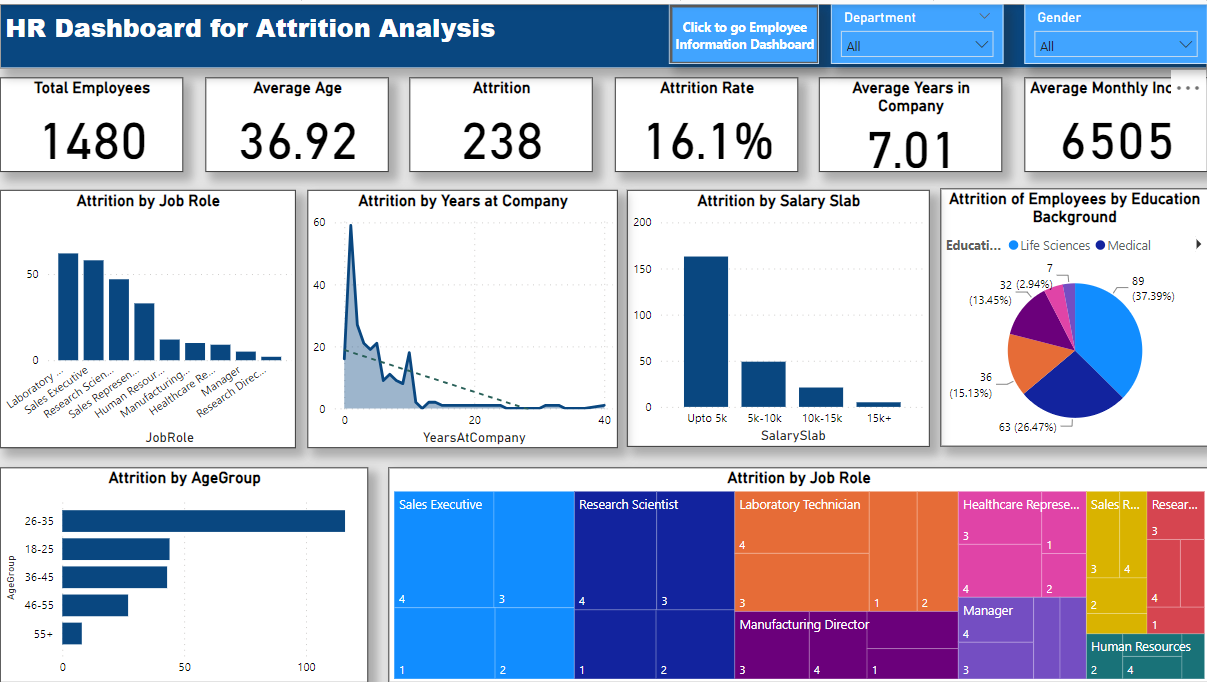 HR Dashboard for Attrition Analysis
Click to go Employee
Information Dashboard
Department
All
Gender
All
Total Employees
1480
Average Age
36.92
Attrition
238
Attrition Rate
16.1%
Average Years in
Company
7.01
Average Monthly Inc
...
6505
Attrition by Job Role
50
0
Laboratory ...
Sales Executive
Research Scien...
Sales Represen...
Human Resour...
Manufacturing...
Healthcare Re...
Manager
Research Direc...
JobRole
Attrition by Years at Company
60
40
20
0
0
20
40
YearsAtCompany
Attrition by Salary Slab
200
150
100
50
0
Upto 5k
5k-10k
10k-15k
15k+
SalarySlab
Attrition of Employees by Education
Background
Educati...
Life Sciences
Medical
89
(37.39%)
63 (26.47%)
36
(15.13%)
32
(13.45%)
7
(2.94%)
Attrition by AgeGroup
AgeGroup
26-35
18-25
36-45
46-55
55+
0
50
100
Attrition by Job Role
Sales Executive
4
3
1
2
Research Scientist
4
3
1
2
Laboratory Technician
4
3
1
2
Manufacturing Director
3
4
1
Healthcare Represe...
3
1
4
2
Manager
4
3
Sales R...
3
4
2
Resear...
3
4
1
Human Resources
2
4